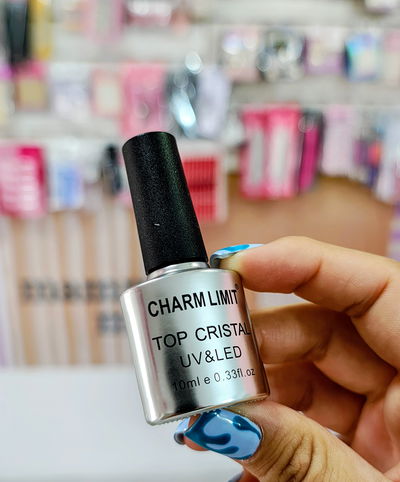 CHARM LIMIT
TOP CRISTAL
UV&LED
10ml e 0.33fl.oz